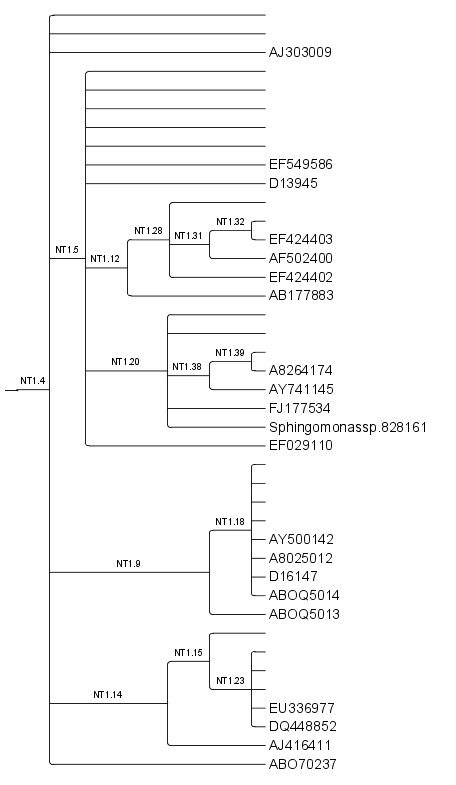 AJ303009
EF549586
D13945
NT1.32
NT1.28
NT1.31
EF424403
NT1.5
AF502400
NT1.12
EF424402
AB177883
NT1.39
NT1.20
NT1.38
A8264174
NT1.4
AY741145
FJ177534
Sphingomonassp.828161
EF029110
NT1.18
AY500142
A8025012
NT1.9
D16147
ABOQ5014
ABOQ5013
NT1.15
NT1.23
NT1.14
EU336977
DQ448852
AJ416411
ABO70237